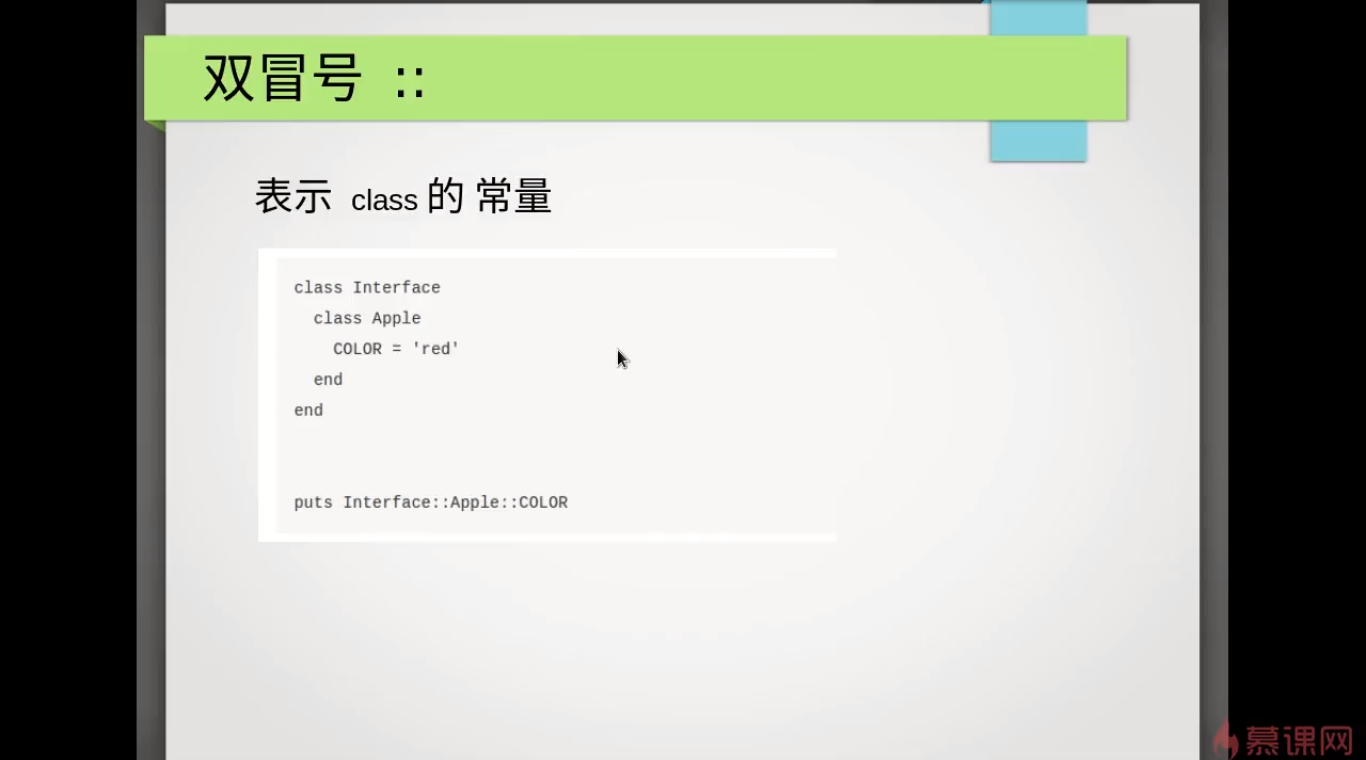 双冒号 ::
表示 class 的 常量
class Interface
  class Apple
    COLOR = 'red'
  end
end
puts Interface::Apple::COLOR
慕课网